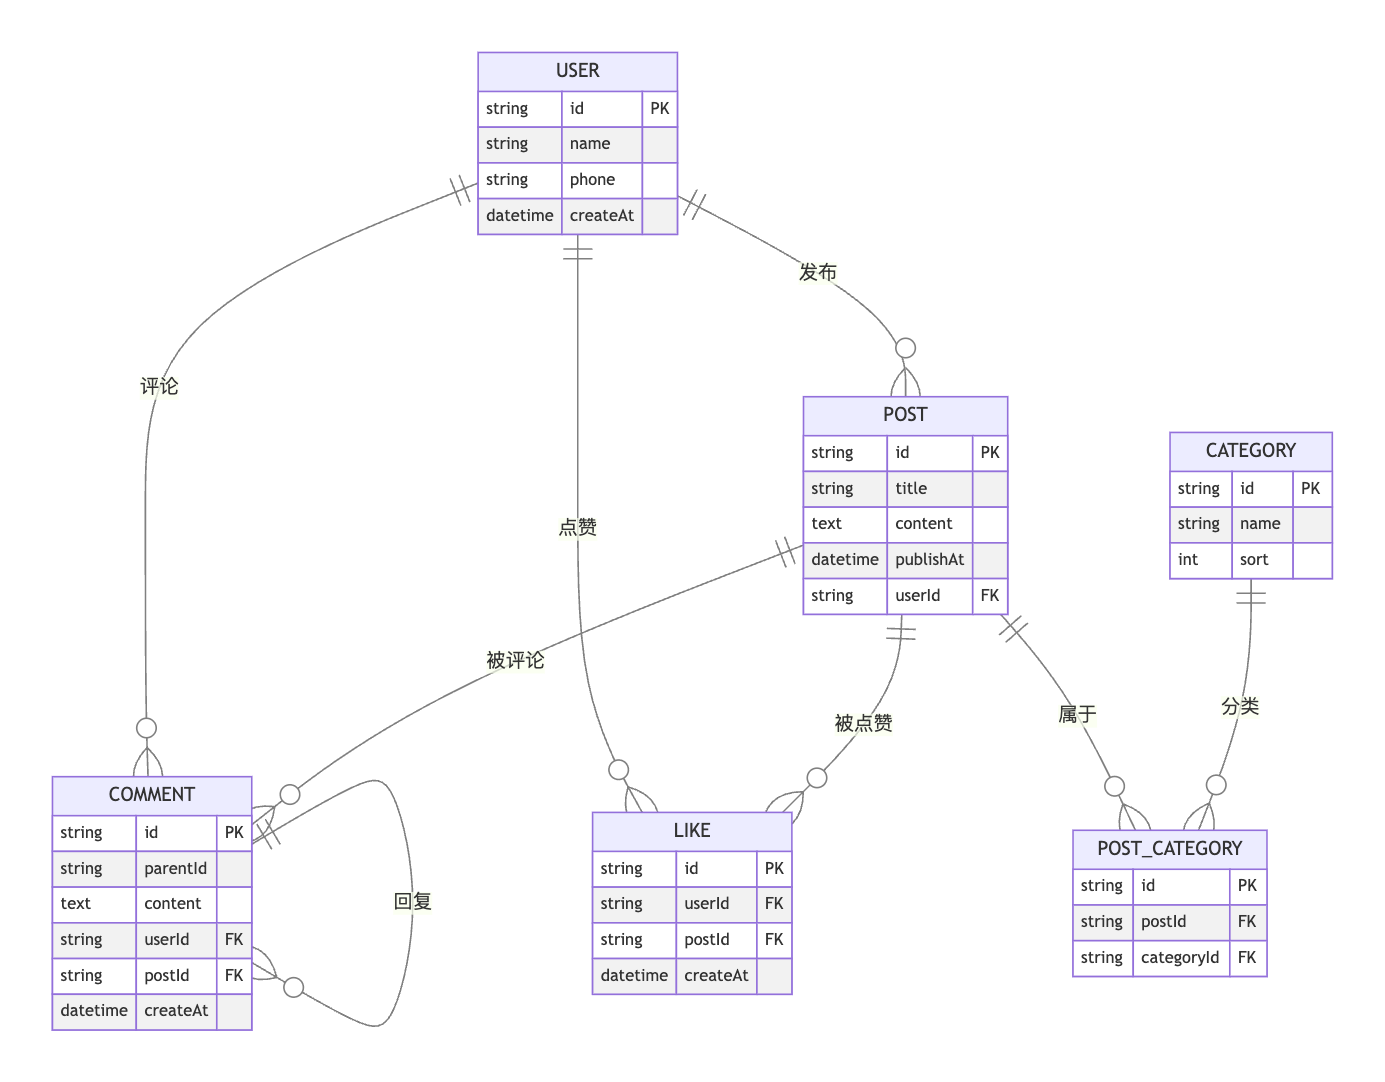 USER
string id PK
string name
string phone
datetime createAt
发布
评论
点赞
POST
string id PK
string title
text content
datetime publishAt
string userId FK
CATEGORY
string id PK
string name
int sort
被评论
被点赞
属于
分类
COMMENT
string id PK
string parentId
text content
string userId FK
string postId FK
datetime createAt
回复
LIKE
string id PK
string userId FK
string postId FK
datetime createAt
POST_CATEGORY
string id PK
string postId FK
string categoryId FK